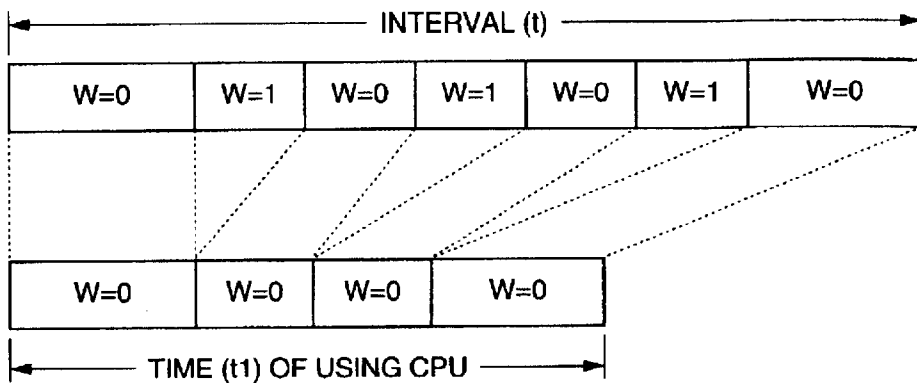 INTERVAL (t)
W=0 W=1 W=0 W=1 W=0 W=1 W=0
W=0 W=0 W=0 W=0
TIME (t1) OF USING CPU